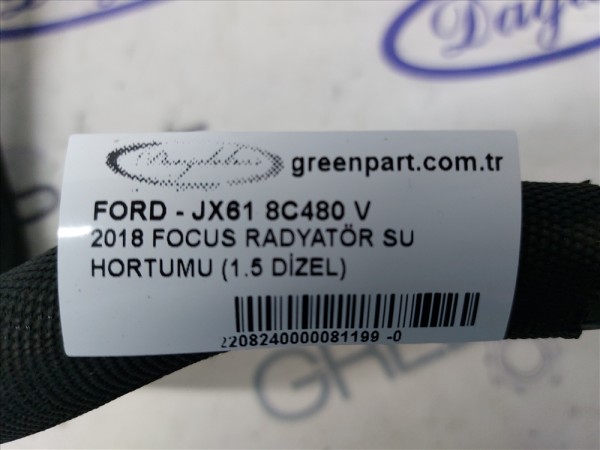 greenpart.com.tr
FORD - JX61 8C480 V
2018 FOCUS RADYATÖR SU
HORTUMU (1.5 DİZEL)
2208240000081199 -0